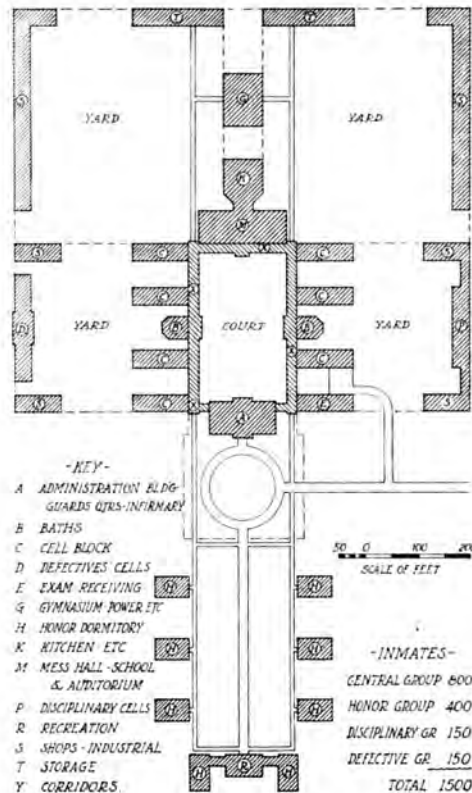 T
T
G
S
YARD
YARD
S
K
M
S
C
E
S
C
C
D
YARD
B
COURT
B
YARD
P
C
C
S
C
A
E
S
-KEY-
A ADMINISTRATION BLDG-
GUARDS QTRS-INFIRMARY
B BATHS
C CELL BLOCK
D DEFECTIVES CELLS
E EXAM RECEIVING
G GYMNASIUM POWER ETC
H HONOR DORMITORY
K KITCHEN ETC
M MESS HALL-SCHOOL
& AUDITORIUM
P DISCIPLINARY CELLS
R RECREATION
S SHOPS-INDUSTRIAL
T STORAGE
Y CORRIDORS
50 0 100 200
SCALE OF FEET
H
H
H
H
H
H
H
R
H
-INMATES-
CENTRAL GROUP 800
HONOR GROUP 400
DISCIPLINARY GR 150
DEFECTIVE GR 150
TOTAL 1500